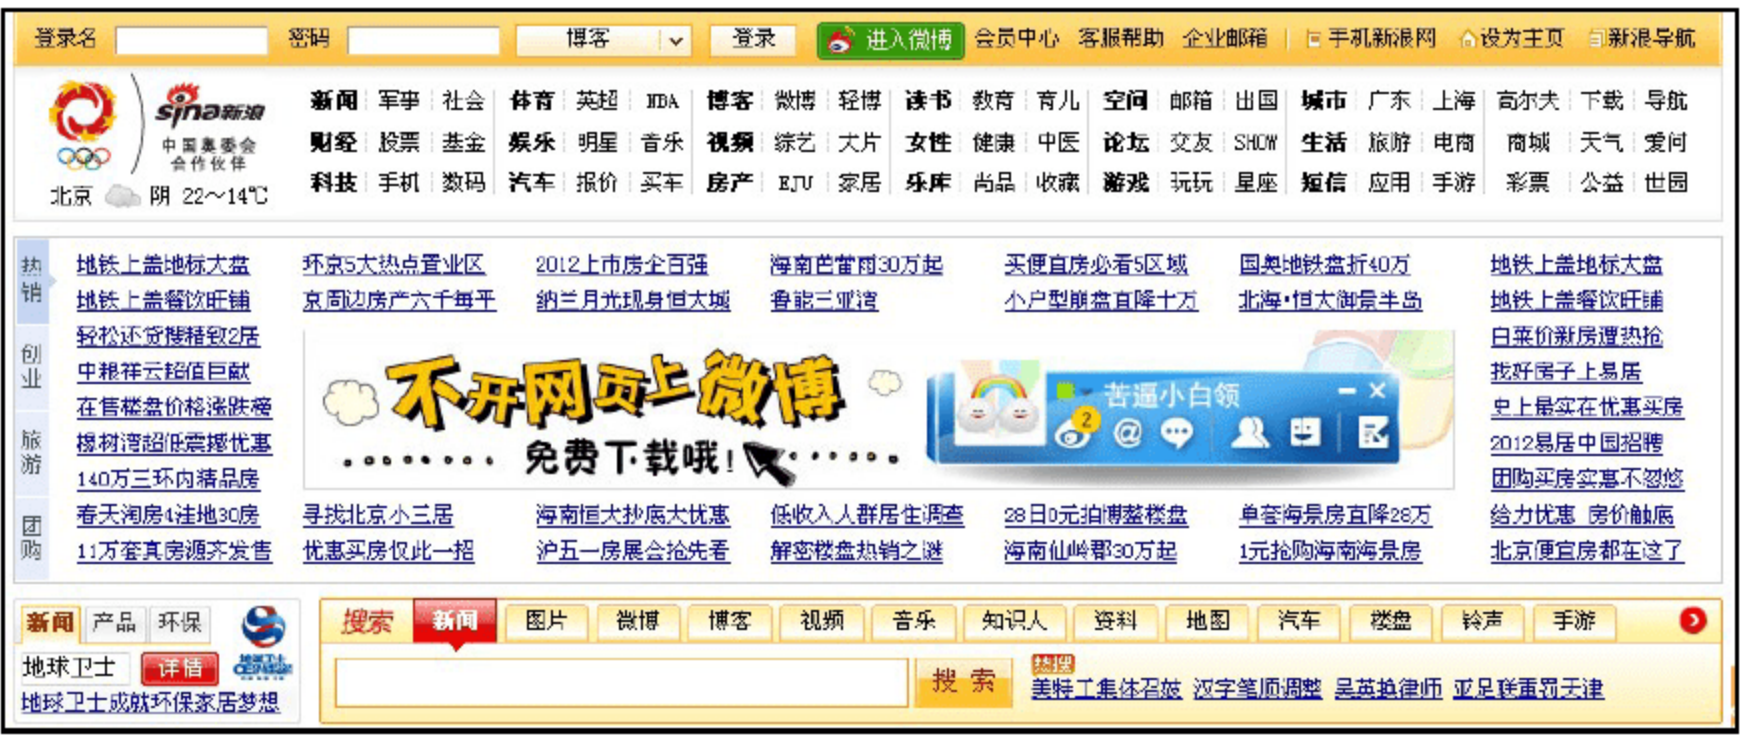 登录名 密码 博客 登录 进入微博 会员中心 客服帮助 企业邮箱 手机新浪网 设为主页 新浪导航
sina新浪
中国奥委会
合作伙伴
北京 阴 22～14℃
新闻 军事 社会 体育 英超 NBA 博客 微博 轻博 读书 教育 育儿 空间 邮箱 出国 城市 广东 上海 高尔夫 下载 导航
财经 股票 基金 娱乐 明星 音乐 视频 综艺 大片 女性 健康 中医 论坛 交友 SHOW 生活 旅游 电商 商城 天气 爱问
科技 手机 数码 汽车 报价 买车 房产 EJU 家居 乐库 尚品 收藏 游戏 玩玩 星座 短信 应用 手游 彩票 公益 世园
热销
创业
旅游
团购
地铁上盖地标大盘 环京5大热点置业区 2012上市房企百强 海南芭蕾雨30万起 买便宜房必看5区域 国奥地铁盘折40万 地铁上盖地标大盘
地铁上盖餐饮旺铺 京周边房产六千每平 纳兰月光现身恒大城 鲁能三亚湾 小户型崩盘直降十万 北海•恒大御景半岛 地铁上盖餐饮旺铺
轻松还贷搜精致2居 白菜价新房遭热抢
中粮祥云超值巨献 找好房子上易居
在售楼盘价格涨跌榜 史上最实在优惠买房
橡树湾超低震撼优惠 2012易居中国招聘
140万三环内精品房 团购买房实惠不忽悠
不开网页上微博
免费下载哦!
苦逼小白领
2
@
春天淘房4洼地30房 寻找北京小三居 海南恒大抄底大优惠 低收入人群居住调查 28日0元拍博鳌楼盘 单套海景房直降28万 给力优惠 房价触底
11万套真房源齐发售 优惠买房仅此一招 沪五一房展会抢先看 解密楼盘热销之谜 海南仙岭郡30万起 1元抢购海南海景房 北京便宜房都在这了
新闻 产品 环保
地球卫士 详情
地球卫士成就环保家居梦想
搜索 新闻 图片 微博 博客 视频 音乐 知识人 资料 地图 汽车 楼盘 铃声 手游
搜索
热搜
美特工集体召妓 汉字笔顺调整 吴英换律师 亚足联重罚天津